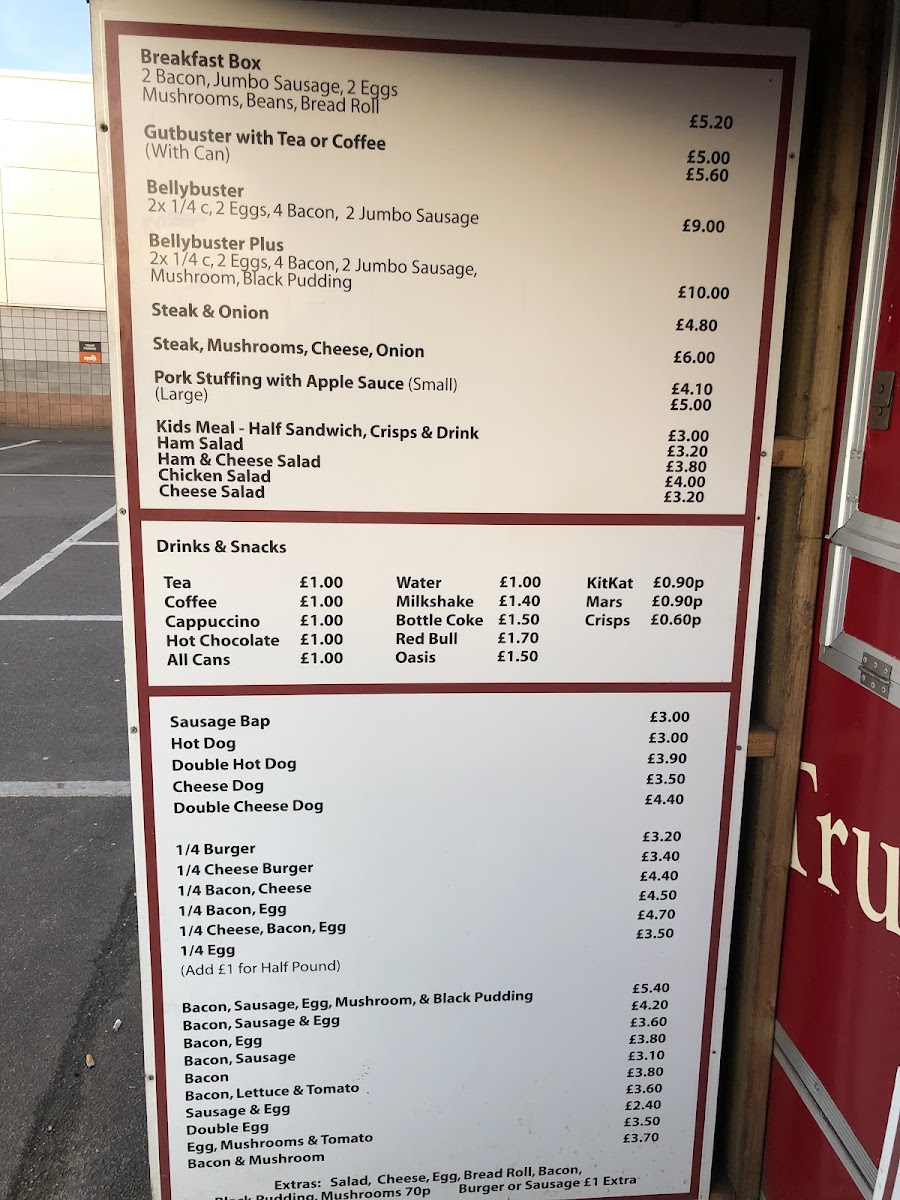 Breakfast Box
2 Bacon, Jumbo Sausage, 2 Eggs
Mushrooms, Beans, Bread Roll
£5.20
Gutbuster with Tea or Coffee £5.00
(With Can) £5.60
Bellybuster
2x 1/4 c, 2 Eggs, 4 Bacon, 2 Jumbo Sausage £9.00
Bellybuster Plus
2x 1/4 c, 2 Eggs, 4 Bacon, 2 Jumbo Sausage,
Mushroom, Black Pudding £10.00
Steak & Onion £4.80
Steak, Mushrooms, Cheese, Onion £6.00
Pork Stuffing with Apple Sauce (Small) £4.10
(Large) £5.00
Kids Meal - Half Sandwich, Crisps & Drink £3.00
Ham Salad £3.20
Ham & Cheese Salad £3.80
Chicken Salad £4.00
Cheese Salad £3.20
Drinks & Snacks
Tea £1.00 Water £1.00 KitKat £0.90p
Coffee £1.00 Milkshake £1.40 Mars £0.90p
Cappuccino £1.00 Bottle Coke £1.50 Crisps £0.60p
Hot Chocolate £1.00 Red Bull £1.70
All Cans £1.00 Oasis £1.50
Sausage Bap £3.00
Hot Dog £3.00
Double Hot Dog £3.90
Cheese Dog £3.50
Double Cheese Dog £4.40
1/4 Burger £3.20
1/4 Cheese Burger £3.40
1/4 Bacon, Cheese £4.40
1/4 Bacon, Egg £4.50
1/4 Cheese, Bacon, Egg £4.70
1/4 Egg £3.50
(Add £1 for Half Pound)
Bacon, Sausage, Egg, Mushroom, & Black Pudding £5.40
Bacon, Sausage & Egg £4.20
Bacon, Egg £3.60
Bacon, Sausage £3.80
Bacon £3.10
Bacon, Lettuce & Tomato £3.80
Sausage & Egg £3.60
Double Egg £2.40
Egg, Mushrooms & Tomato £3.50
Bacon & Mushroom £3.70
Extras: Salad, Cheese, Egg, Bread Roll, Bacon,
Black Pudding, Mushrooms 70p Burger or Sausage £1 Extra
Tru